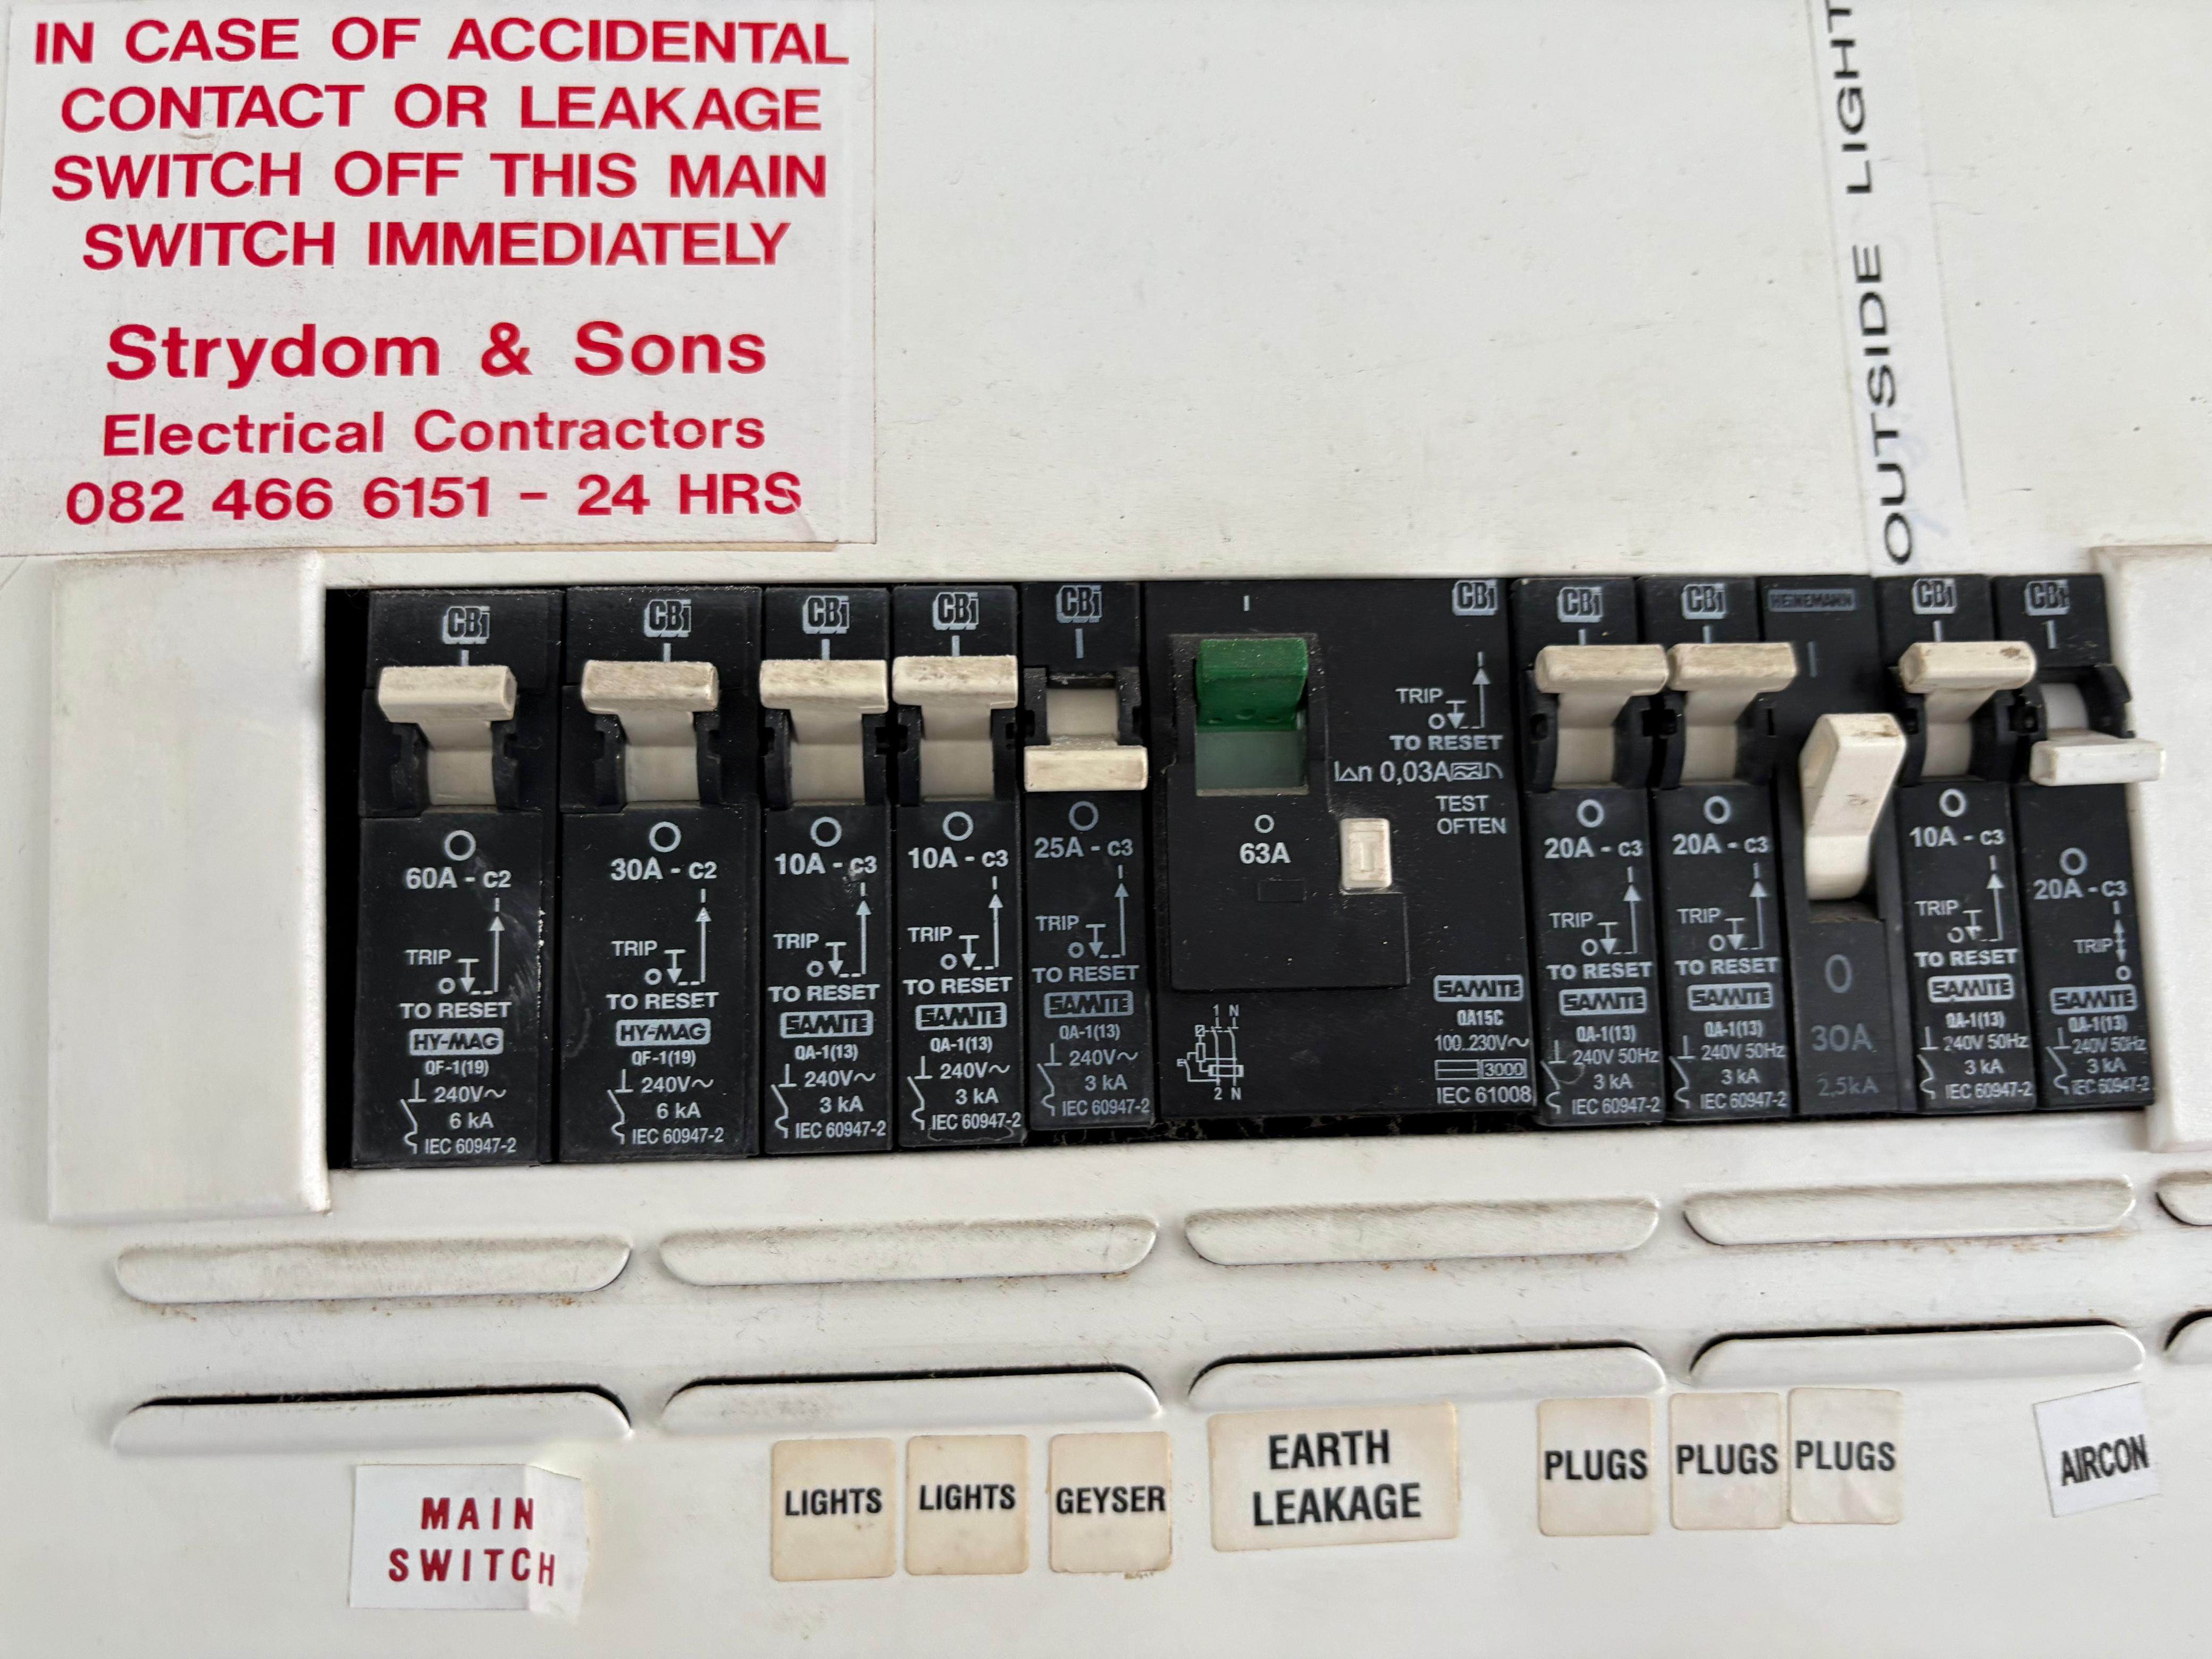 IN CASE OF ACCIDENTAL
CONTACT OR LEAKAGE
SWITCH OFF THIS MAIN
SWITCH IMMEDIATELY
Strydom & Sons
Electrical Contractors
082 466 6151 - 24 HRS
OUTSIDE LIGHT
CBi
I
O
60A - C2
TRIP
I
O
TO RESET
HY-MAG
QF-1(19)
240V~
6 kA
IEC 60947-2
CBi
I
O
30A - C2
TRIP
I
O
TO RESET
HY-MAG
QF-1(19)
240V~
6 kA
IEC 60947-2
CBi
I
O
10A - C3
TRIP
I
O
TO RESET
SAMITE
QA-1(13)
240V~
3 kA
IEC 60947-2
CBi
I
O
10A - C3
TRIP
I
O
TO RESET
SAMITE
QA-1(13)
240V~
3 kA
IEC 60947-2
CBi
I
O
25A - C3
TRIP
I
O
TO RESET
SAMITE
QA-1(13)
240V~
3 kA
IEC 60947-2
I
CBi
TRIP
I
O
TO RESET
I∆n 0,03A
TEST
OFTEN
O
63A
T
1 N
2 N
SAMITE
QA15C
100..230V~
3000
IEC 61008
CBi
I
O
20A - C3
TRIP
I
O
TO RESET
SAMITE
QA-1(13)
240V 50Hz
3 kA
IEC 60947-2
CBi
I
O
20A - C3
TRIP
I
O
TO RESET
SAMITE
QA-1(13)
240V 50Hz
3 kA
IEC 60947-2
HEINEMANN
I
O
30A
2,5kA
CBi
I
O
10A - C3
TRIP
I
O
TO RESET
SAMITE
QA-1(13)
240V 50Hz
3 kA
IEC 60947-2
CBi
I
O
20A - C3
I
TRIP
O
SAMITE
QA-1(13)
240V 50Hz
3 kA
IEC 60947-2
MAIN
SWITCH
LIGHTS
LIGHTS
GEYSER
EARTH
LEAKAGE
PLUGS
PLUGS
PLUGS
AIRCON